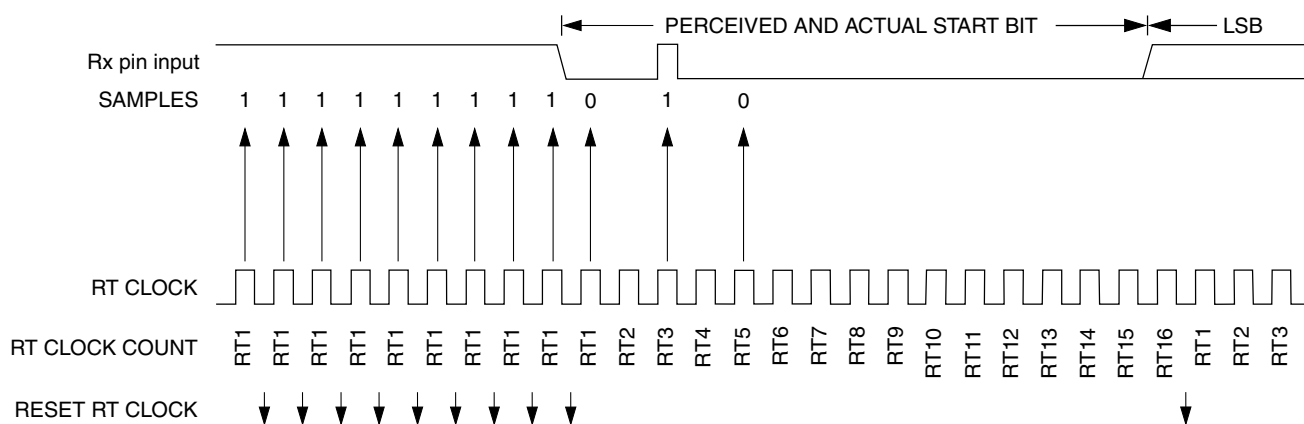 PERCEIVED AND ACTUAL START BIT LSB
Rx pin input
SAMPLES 1 1 1 1 1 1 1 1 1 0 1 0
RT CLOCK
RT CLOCK COUNT RT1 RT1 RT1 RT1 RT1 RT1 RT1 RT1 RT1 RT1 RT2 RT3 RT4 RT5 RT6 RT7 RT8 RT9 RT10 RT11 RT12 RT13 RT14 RT15 RT16 RT1 RT2 RT3
RESET RT CLOCK